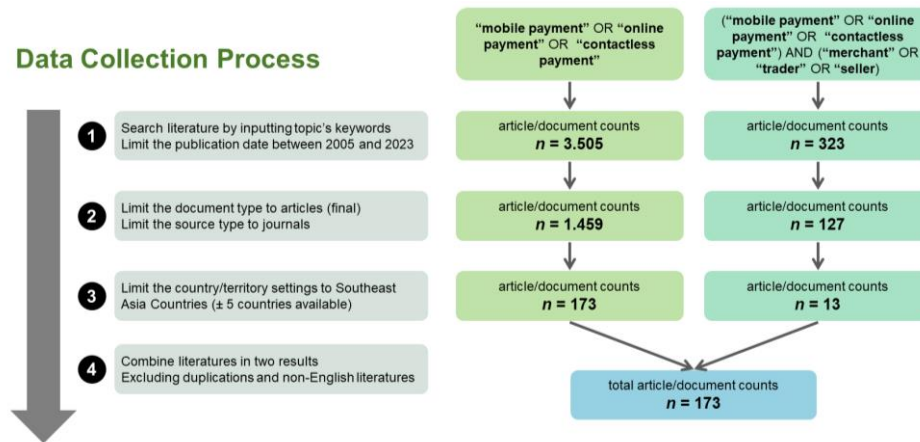 Data Collection Process
"mobile payment" OR "online
payment" OR "contactless
payment"
("mobile payment" OR "online
payment" OR "contactless
payment") AND ("merchant" OR
"trader" OR "seller)
1
Search literature by inputting topic's keywords
Limit the publication date between 2005 and 2023
article/document counts
n = 3.505
article/document counts
n = 323
2
Limit the document type to articles (final)
Limit the source type to journals
article/document counts
n = 1.459
article/document counts
n = 127
3
Limit the country/territory settings to Southeast
Asia Countries (± 5 countries available)
article/document counts
n = 173
article/document counts
n = 13
4
Combine literatures in two results
Excluding duplications and non-English literatures
total article/document counts
n = 173